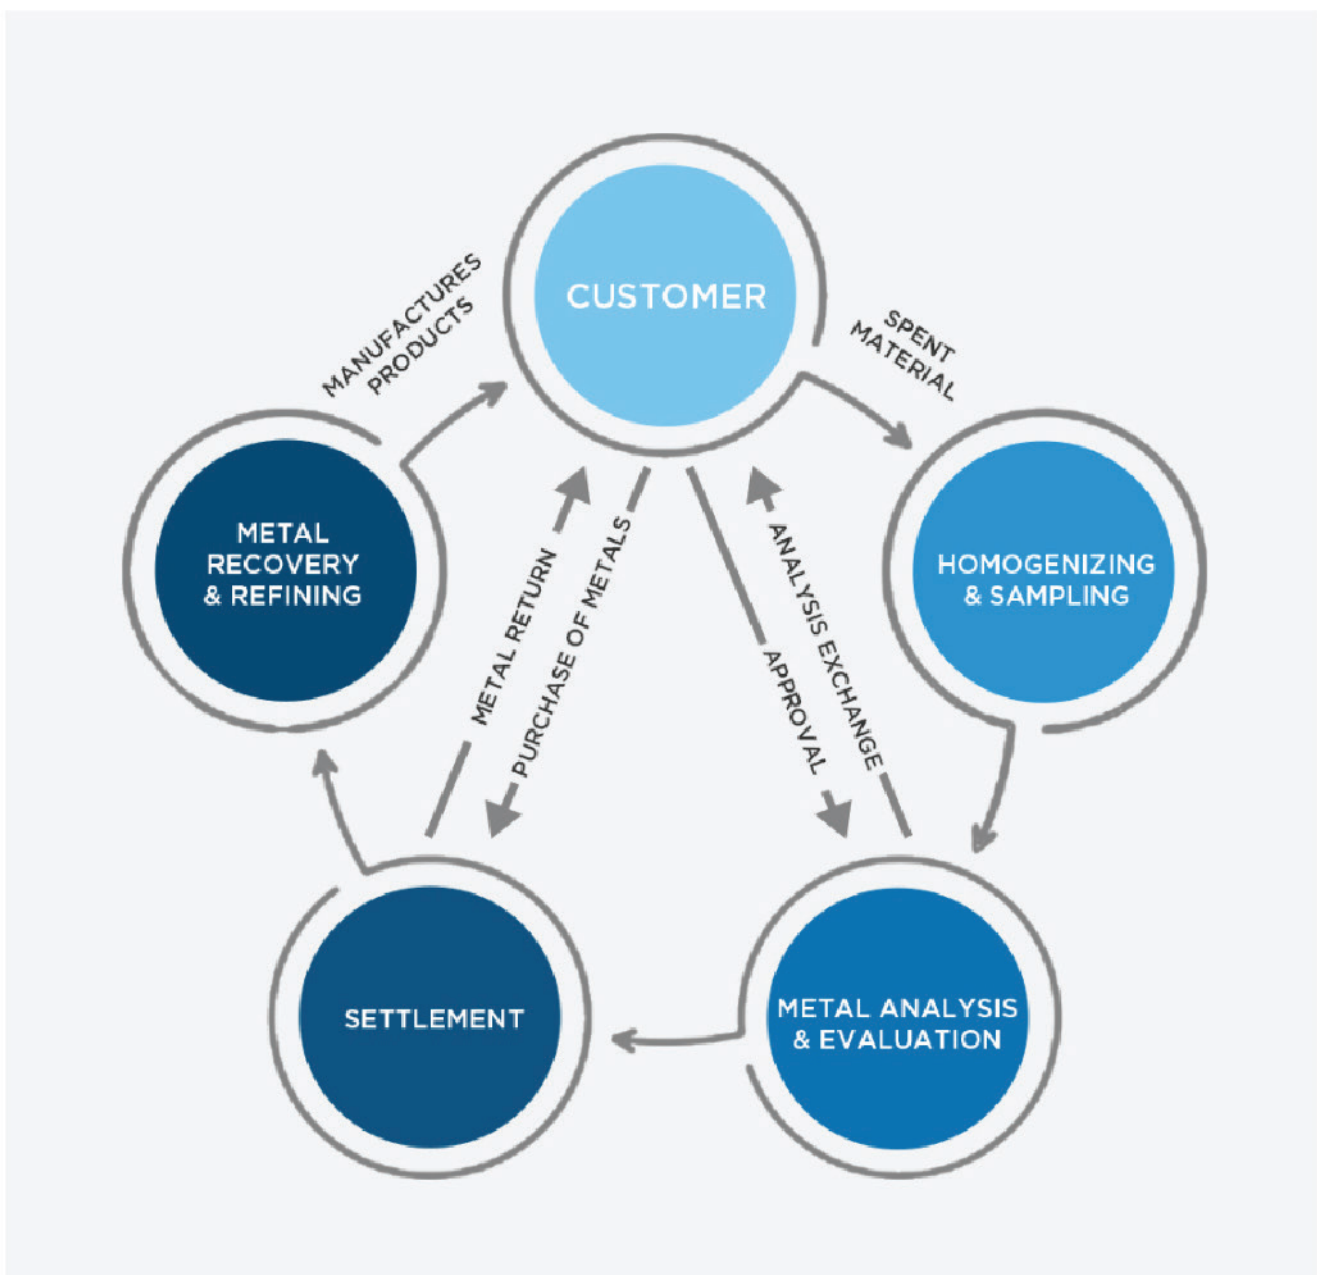 CUSTOMER
MANUFACTURES
PRODUCTS
SPENT
MATERIAL
METAL
RECOVERY
& REFINING
HOMOGENIZING
& SAMPLING
METAL RETURN
PURCHASE OF METALS
APPROVAL
ANALYSIS EXCHANGE
SETTLEMENT
METAL ANALYSIS
& EVALUATION